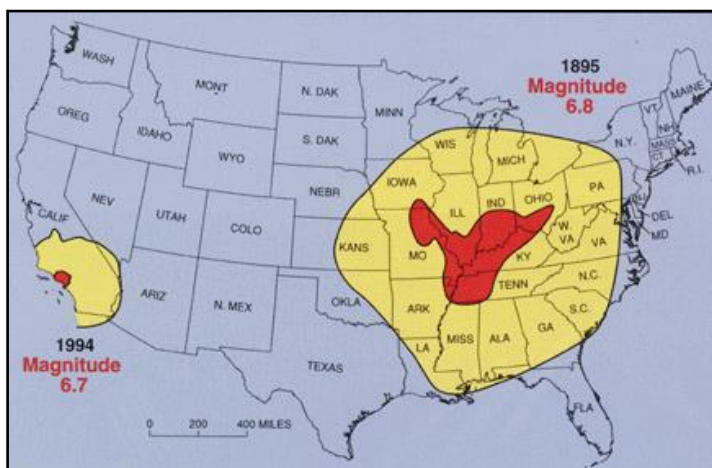 WASH
MONT
N. DAK
MINN
1895
Magnitude
6.8
MAINE
OREG
IDAHO
S. DAK
WIS
MICH
VT
NH
N.Y.
MASS
CT
R.I.
WYO
NEBR
IOWA
NEV
UTAH
COLO
CALIF
ILL
IND
OHIO
PA
DEL
MD
KANS
MO
KY
W.
VA
VA
ARIZ
N. MEX
OKLA
ARK
TENN
N.C.
S.C.
1994
Magnitude
6.7
TEXAS
LA
MISS
ALA
GA
FLA
0 200 400 MILES